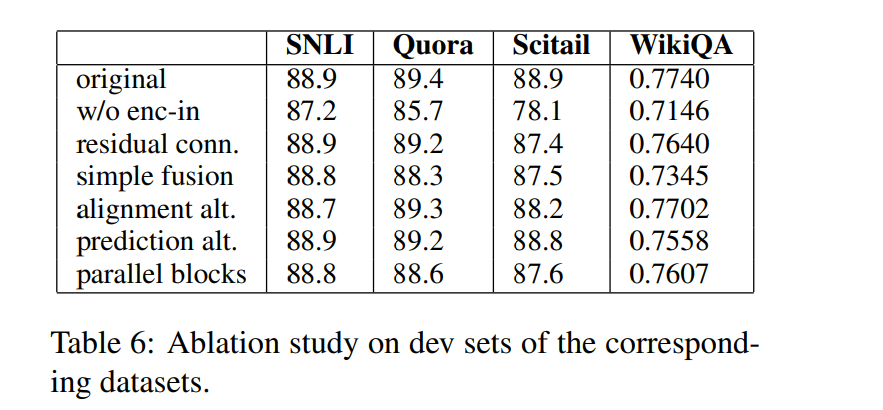 SNLI Quora Scitail WikiQA
original 88.9 89.4 88.9 0.7740
w/o enc-in 87.2 85.7 78.1 0.7146
residual conn. 88.9 89.2 87.4 0.7640
simple fusion 88.8 88.3 87.5 0.7345
alignment alt. 88.7 89.3 88.2 0.7702
prediction alt. 88.9 89.2 88.8 0.7558
parallel blocks 88.8 88.6 87.6 0.7607
Table 6: Ablation study on dev sets of the correspond-
ing datasets.